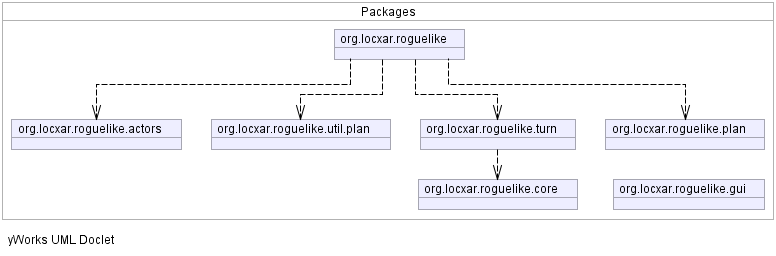 Packages
org.locxar.roguelike
org.locxar.roguelike.actors
org.locxar.roguelike.util.plan
org.locxar.roguelike.turn
org.locxar.roguelike.plan
org.locxar.roguelike.core
org.locxar.roguelike.gui
yWorks UML Doclet